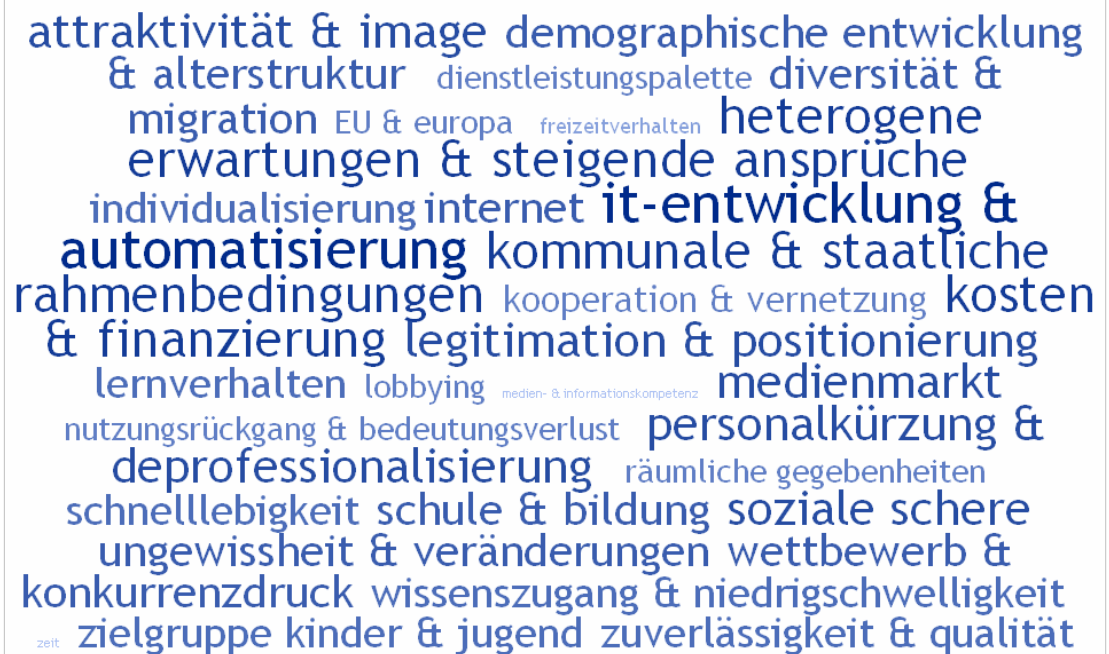 attraktivität & image demographische entwicklung
& alterstruktur dienstleistungspalette diversität &
migration EU & europa freizeitverhalten heterogene
erwartungen & steigende ansprüche
individualisierung internet it-entwicklung &
automatisierung kommunale & staatliche
rahmenbedingungen kooperation & vernetzung kosten
& finanzierung legitimation & positionierung
lernverhalten lobbying medien- & informationskompetenz medienmarkt
nutzungsrückgang & bedeutungsverlust personalkürzung &
deprofessionalisierung räumliche gegebenheiten
schnelllebigkeit schule & bildung soziale schere
ungewissheit & veränderungen wettbewerb &
konkurrenzdruck wissenszugang & niedrigschwelligkeit
zeit zielgruppe kinder & jugend zuverlässigkeit & qualität